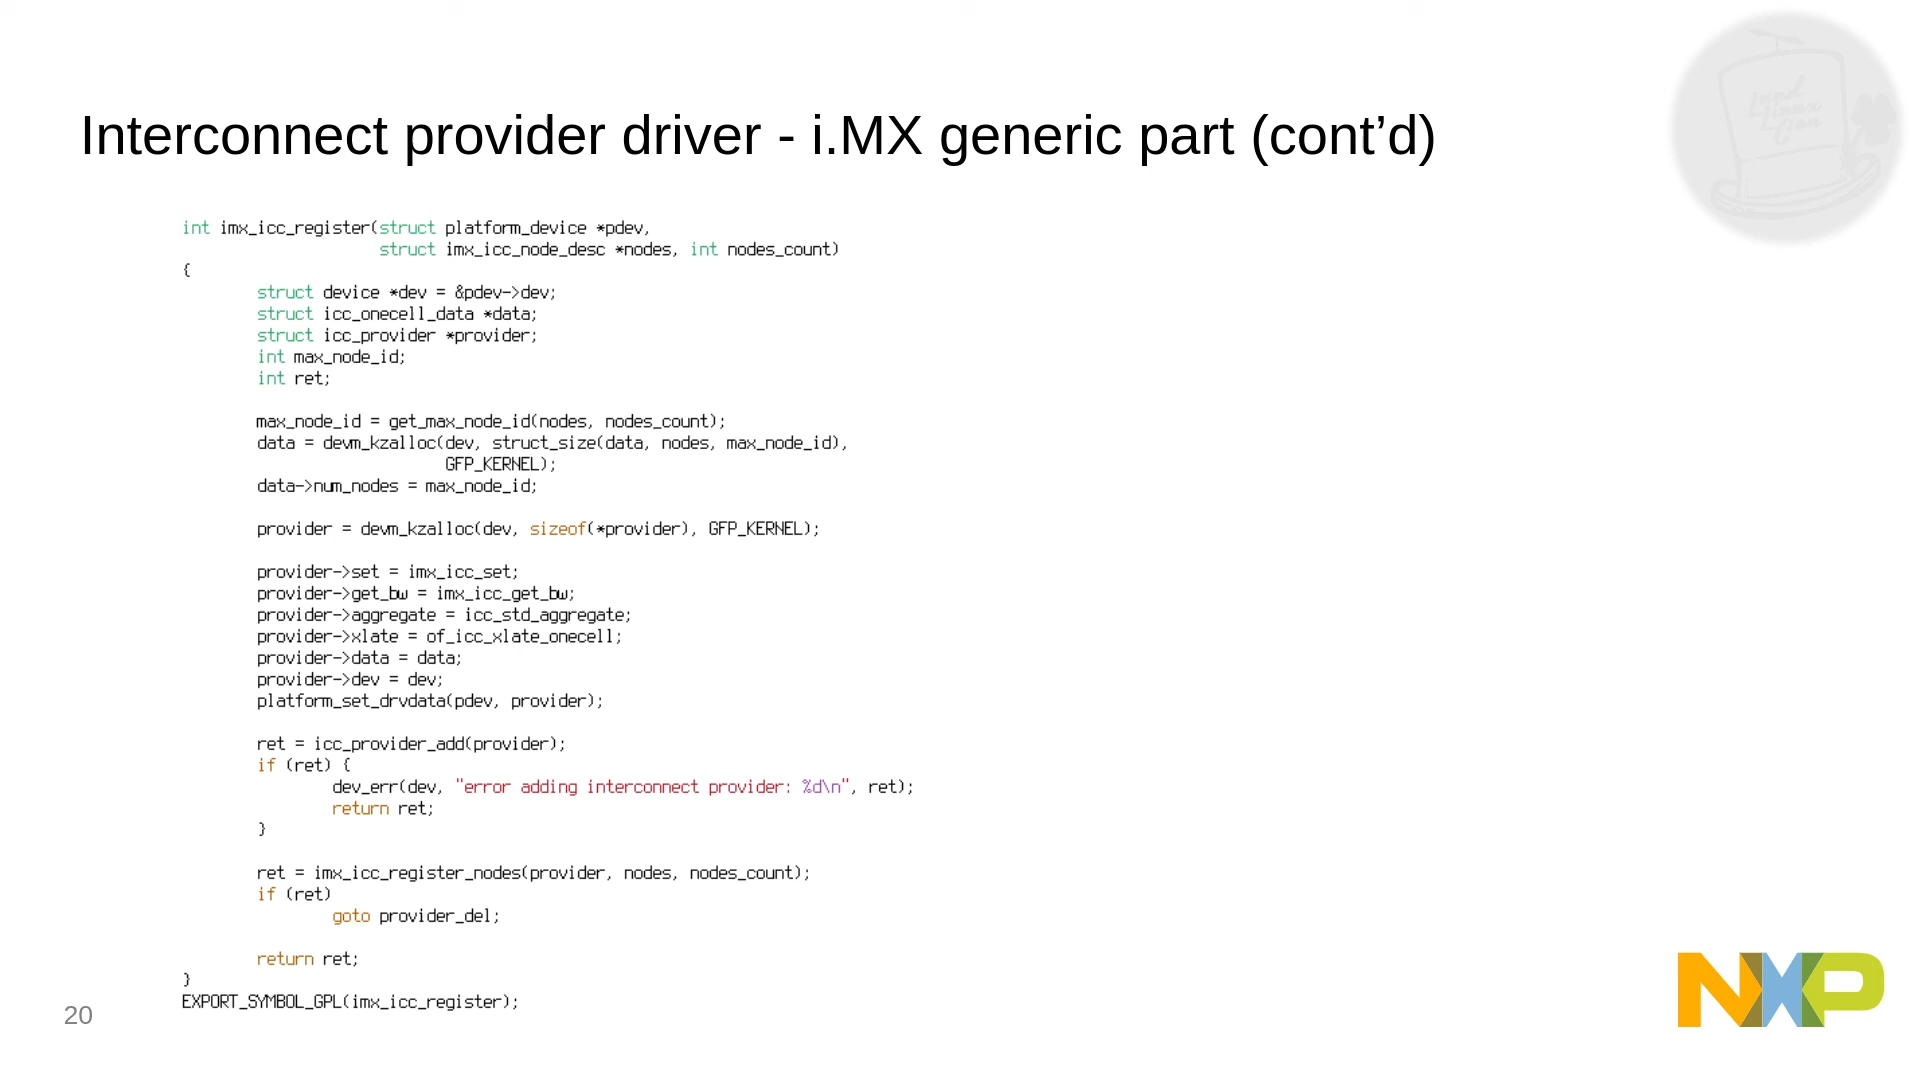 Interconnect provider driver - i.MX generic part (cont’d)
int imx_icc_register(struct platform_device *pdev,
                     struct imx_icc_node_desc *nodes, int nodes_count)
{
        struct device *dev = &pdev->dev;
        struct icc_onecell_data *data;
        struct icc_provider *provider;
        int max_node_id;
        int ret;

        max_node_id = get_max_node_id(nodes, nodes_count);
        data = devm_kzalloc(dev, struct_size(data, nodes, max_node_id),
                            GFP_KERNEL);
        data->num_nodes = max_node_id;

        provider = devm_kzalloc(dev, sizeof(*provider), GFP_KERNEL);

        provider->set = imx_icc_set;
        provider->get_bw = imx_icc_get_bw;
        provider->aggregate = icc_std_aggregate;
        provider->xlate = of_icc_xlate_onecell;
        provider->data = data;
        provider->dev = dev;
        platform_set_drvdata(pdev, provider);

        ret = icc_provider_add(provider);
        if (ret) {
                dev_err(dev, "error adding interconnect provider: %d\n", ret);
                return ret;
        }

        ret = imx_icc_register_nodes(provider, nodes, nodes_count);
        if (ret)
                goto provider_del;

        return ret;
}
EXPORT_SYMBOL_GPL(imx_icc_register);
20
NXP